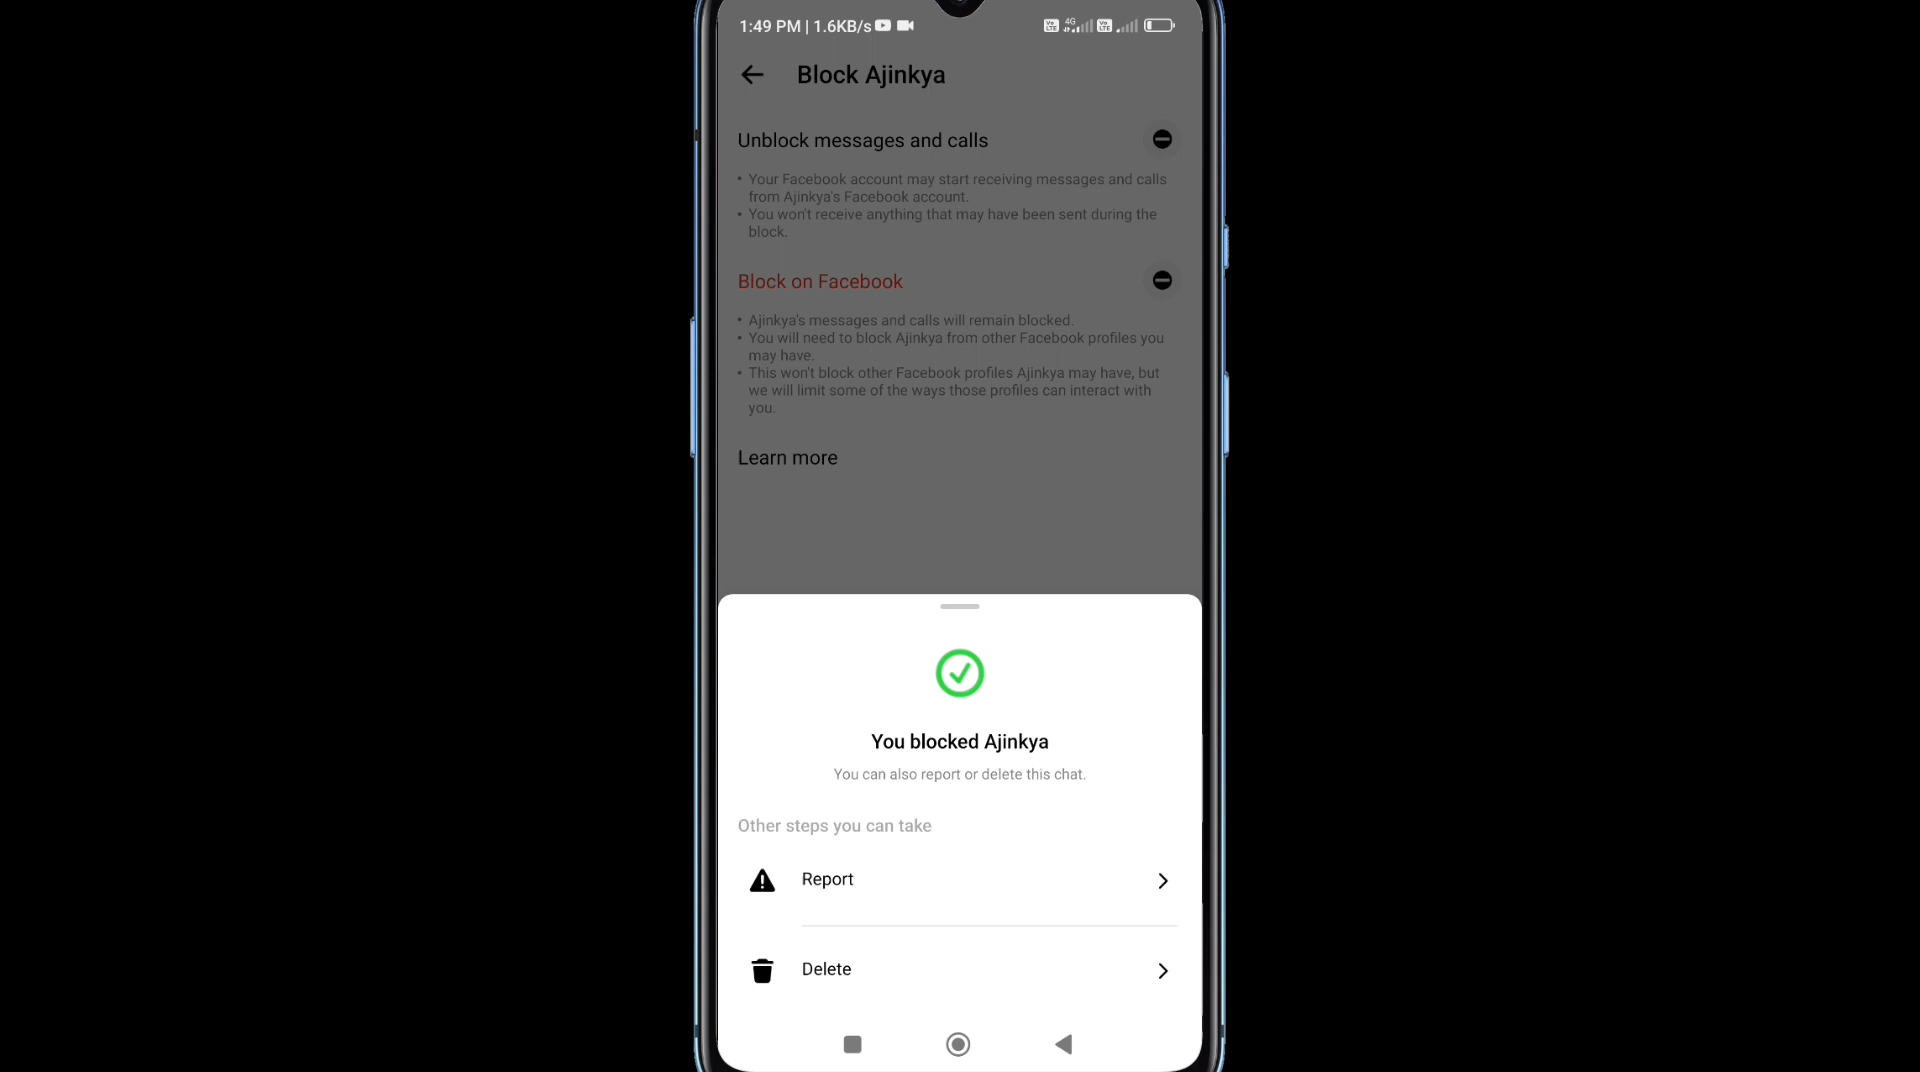 1:49 PM | 1.6KB/s
Vo LTE 4G Vo LTE
Block Ajinkya
Unblock messages and calls
• Your Facebook account may start receiving messages and calls
from Ajinkya's Facebook account.
• You won't receive anything that may have been sent during the
block.
Block on Facebook
• Ajinkya's messages and calls will remain blocked.
• You will need to block Ajinkya from other Facebook profiles you
may have.
• This won't block other Facebook profiles Ajinkya may have, but
we will limit some of the ways those profiles can interact with
you.
Learn more
You blocked Ajinkya
You can also report or delete this chat.
Other steps you can take
Report
Delete